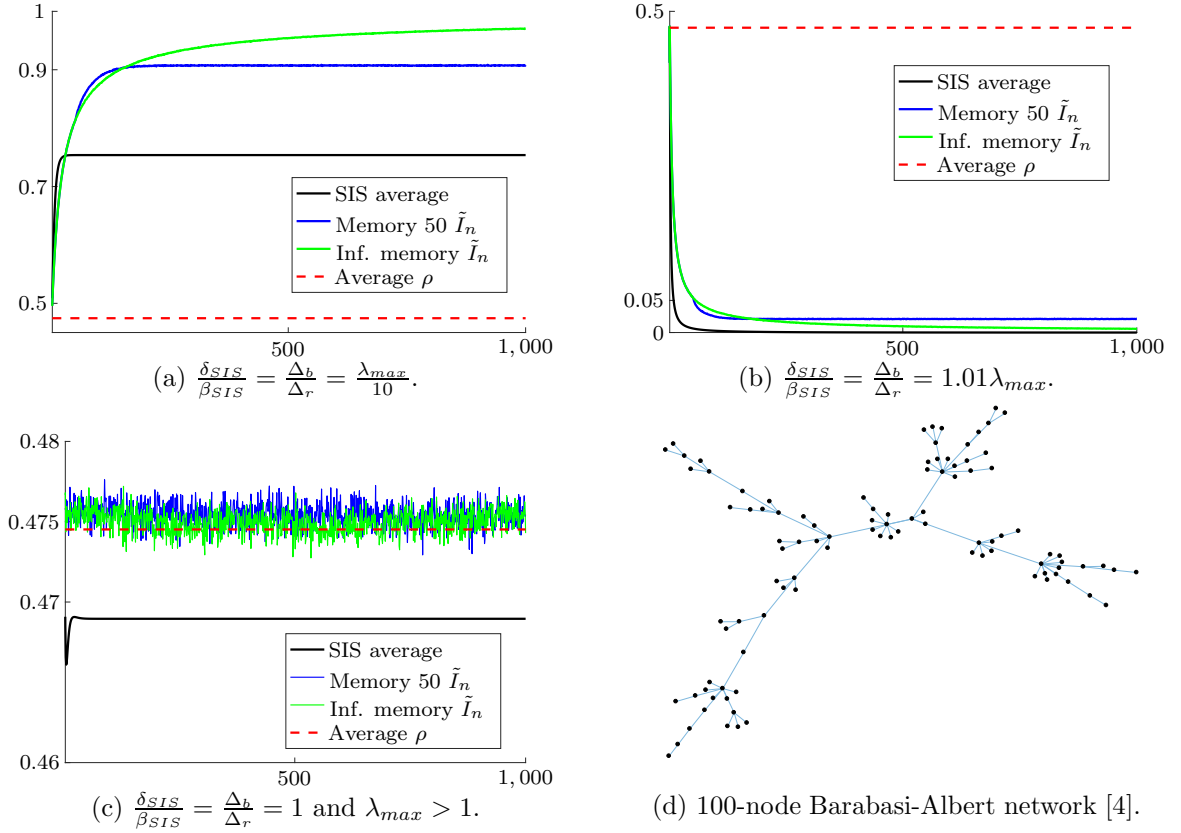 1
0.9
0.7
0.5
500
1,000
SIS average
Memory 50 Ĩ_n
Inf. memory Ĩ_n
Average ρ
(a) δ_SIS/β_SIS = Δ_b/Δ_r = λ_max/10.
0.5
0.05
0
500
1,000
SIS average
Memory 50 Ĩ_n
Inf. memory Ĩ_n
Average ρ
(b) δ_SIS/β_SIS = Δ_b/Δ_r = 1.01λ_max.
0.48
0.475
0.47
0.46
500
1,000
SIS average
Memory 50 Ĩ_n
Inf. memory Ĩ_n
Average ρ
(c) δ_SIS/β_SIS = Δ_b/Δ_r = 1 and λ_max > 1.
(d) 100-node Barabasi-Albert network [4].